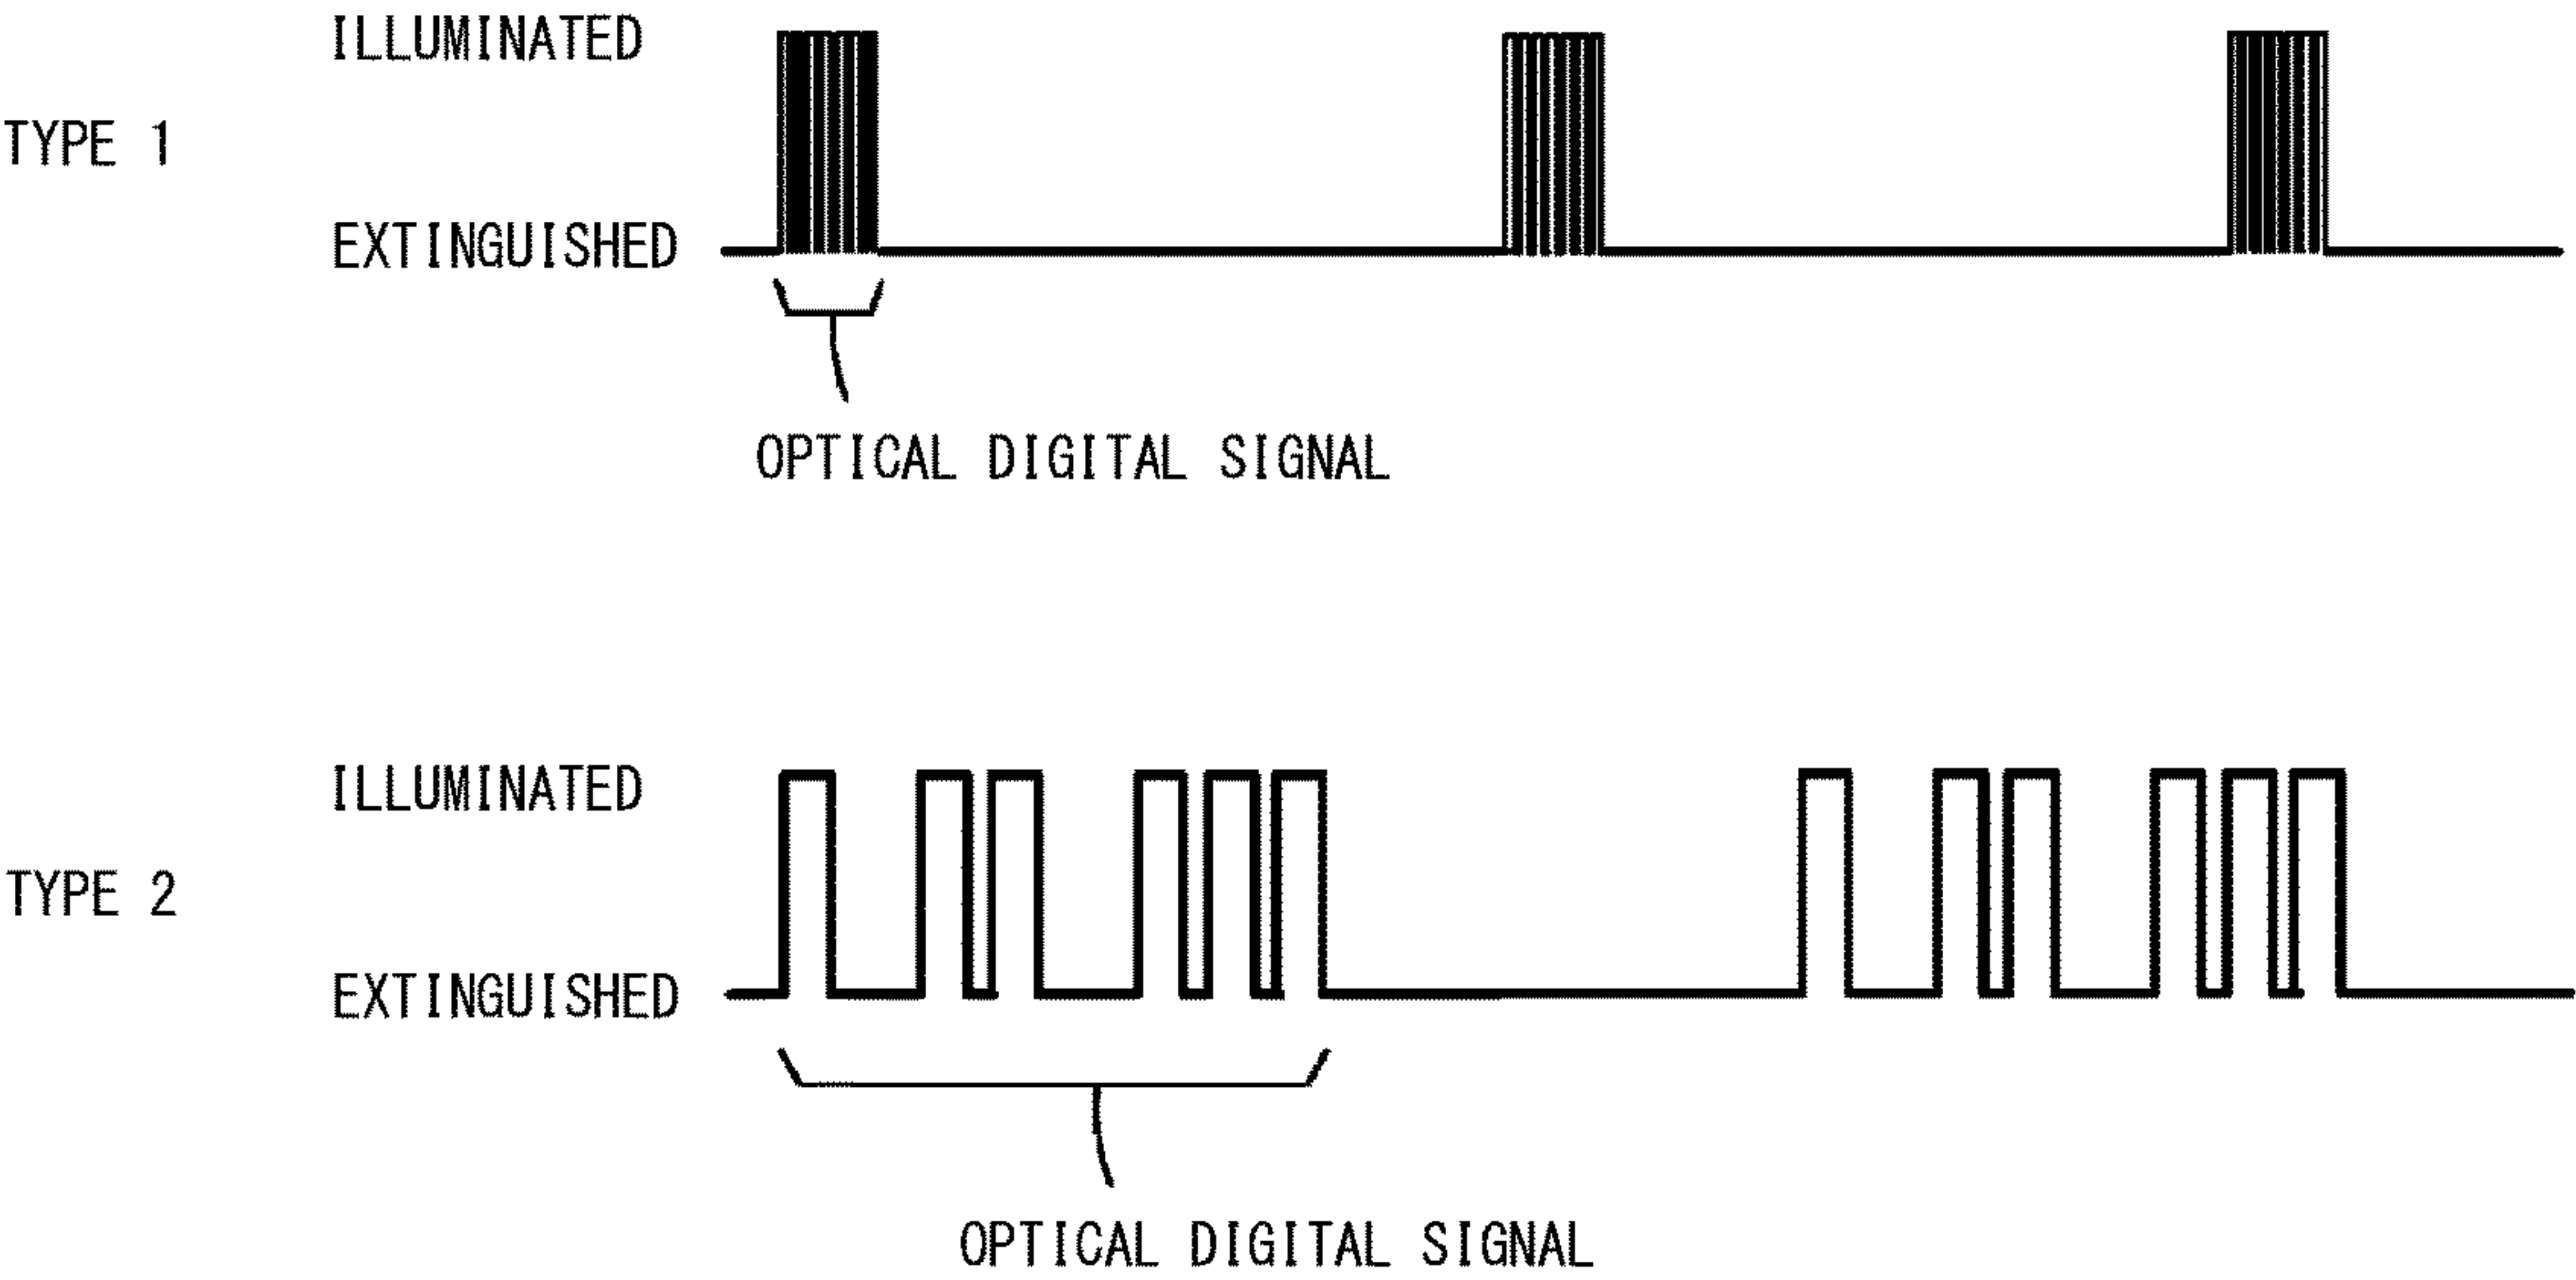 ILLUMINATED
TYPE 1
EXTINGUISHED
OPTICAL DIGITAL SIGNAL
ILLUMINATED
TYPE 2
EXTINGUISHED
OPTICAL DIGITAL SIGNAL